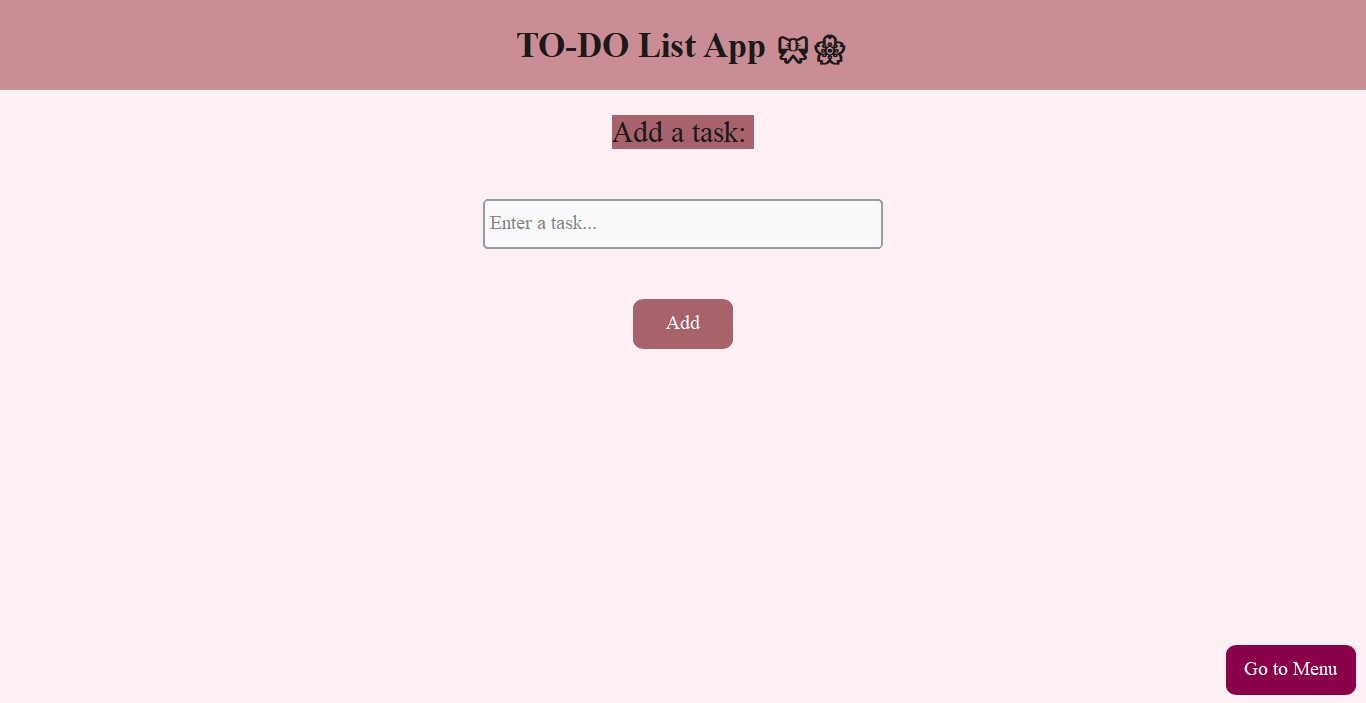 TO-DO List App 🎀🌸
Add a task:
Enter a task...
Add
Go to Menu